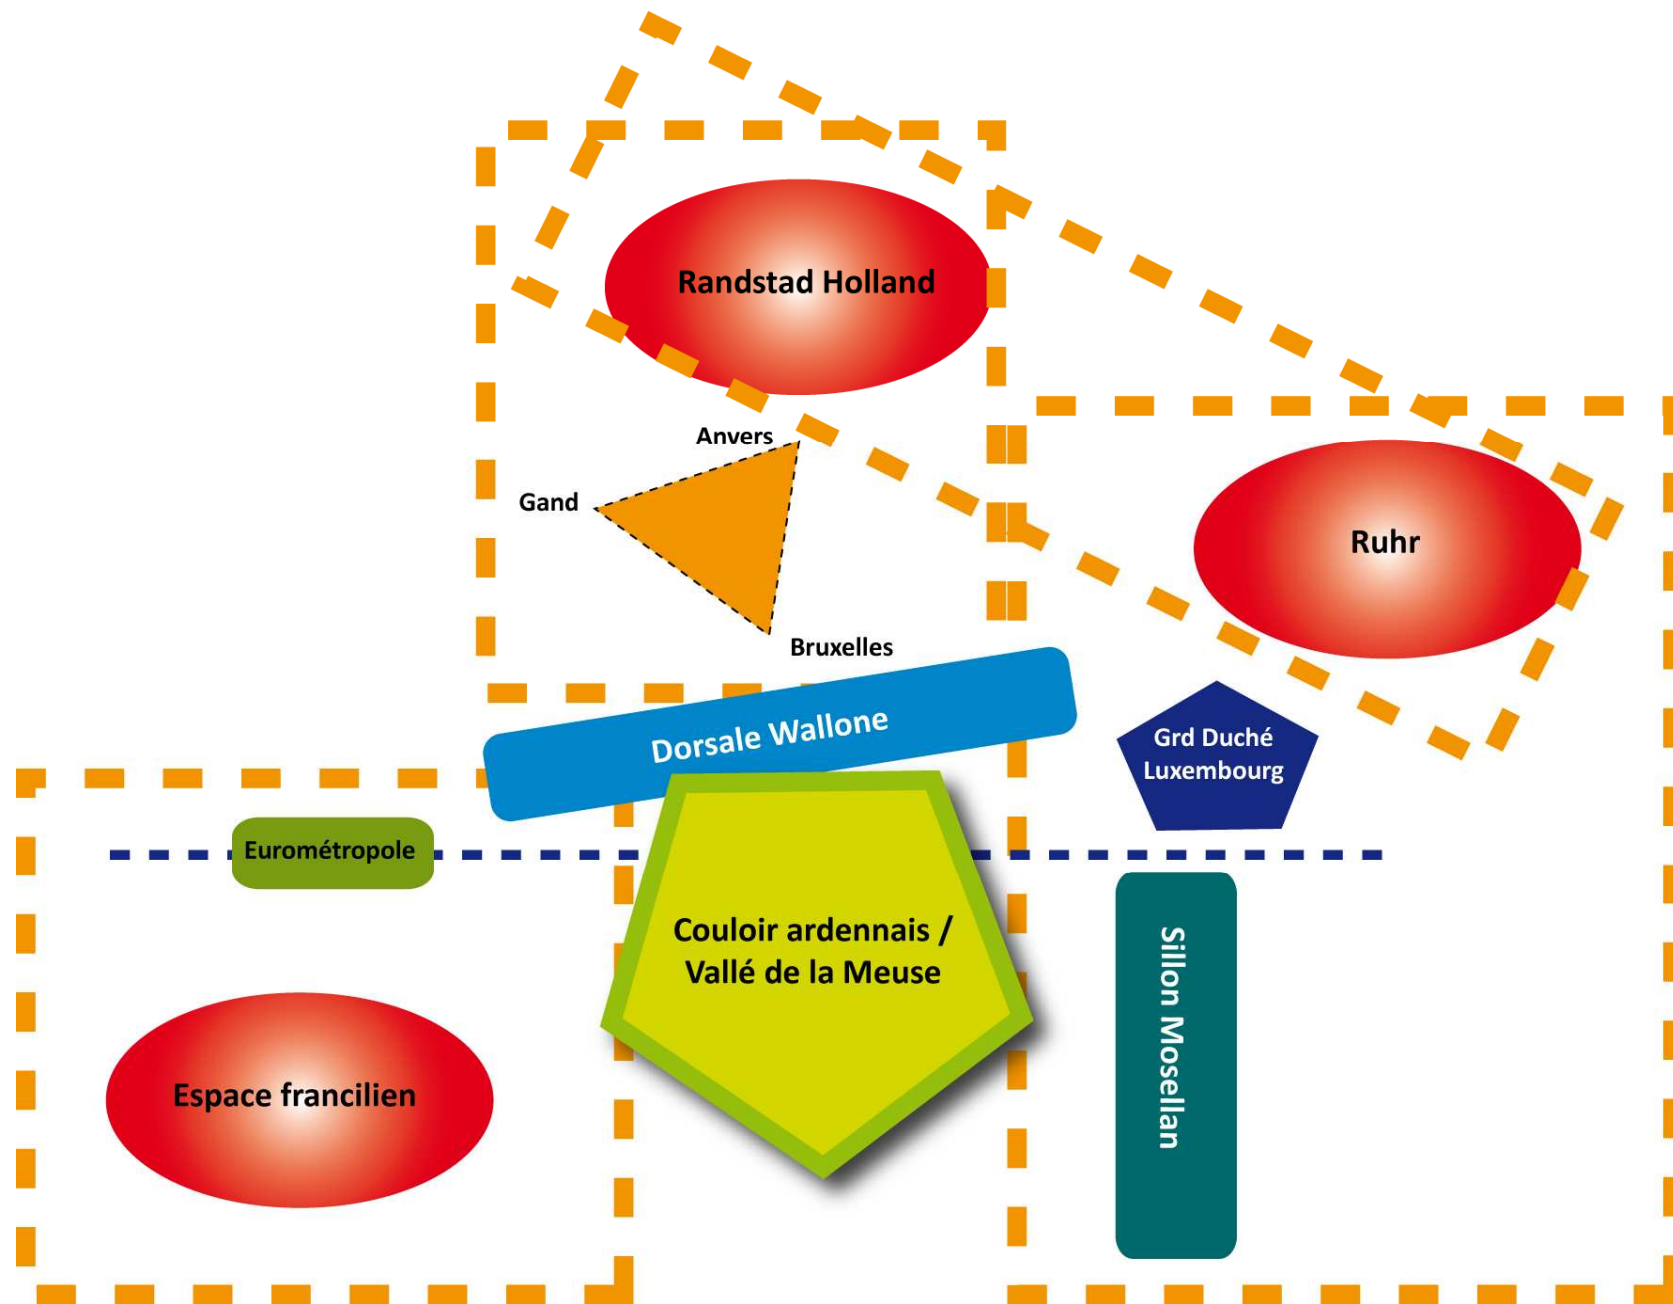 Randstad Holland
Anvers
Gand
Ruhr
Bruxelles
Dorsale Wallone
Grd Duché
Luxembourg
Eurométropole
Couloir ardennais /
Vallé de la Meuse
Sillon Mosellan
Espace francilien